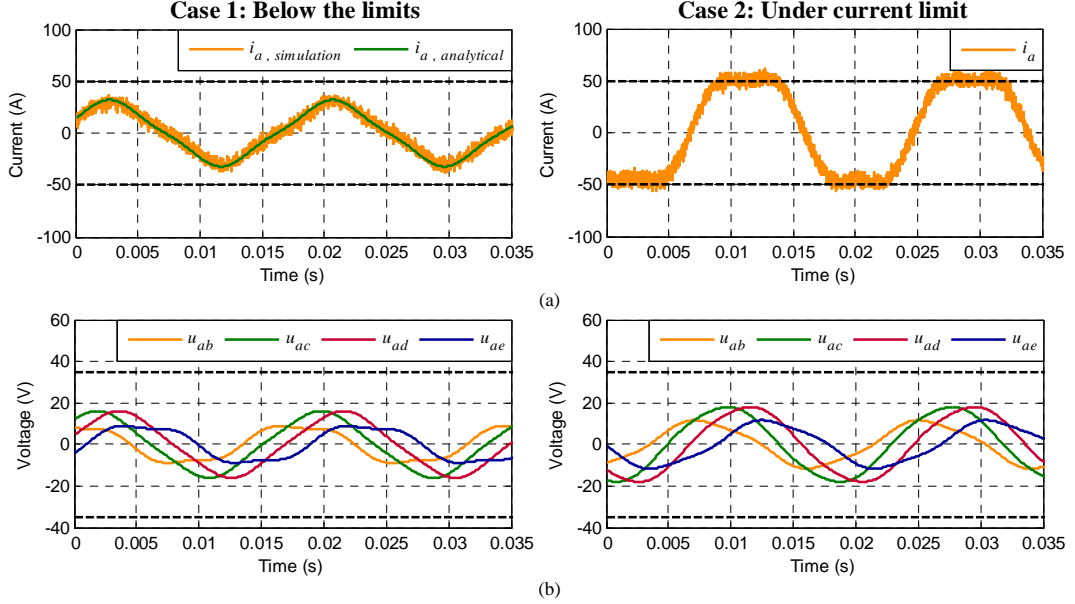 Case 1: Below the limits
Case 2: Under current limit
100
50
0
-50
-100
Current (A)
i_a , simulation
i_a , analytical
0 0.005 0.01 0.015 0.02 0.025 0.03 0.035
Time (s)
100
50
0
-50
-100
Current (A)
i_a
0 0.005 0.01 0.015 0.02 0.025 0.03 0.035
Time (s)
(a)
60
40
20
0
-20
-40
Voltage (V)
u_ab u_ac u_ad u_ae
0 0.005 0.01 0.015 0.02 0.025 0.03 0.035
Time (s)
60
40
20
0
-20
-40
Voltage (V)
u_ab u_ac u_ad u_ae
0 0.005 0.01 0.015 0.02 0.025 0.03 0.035
Time (s)
(b)